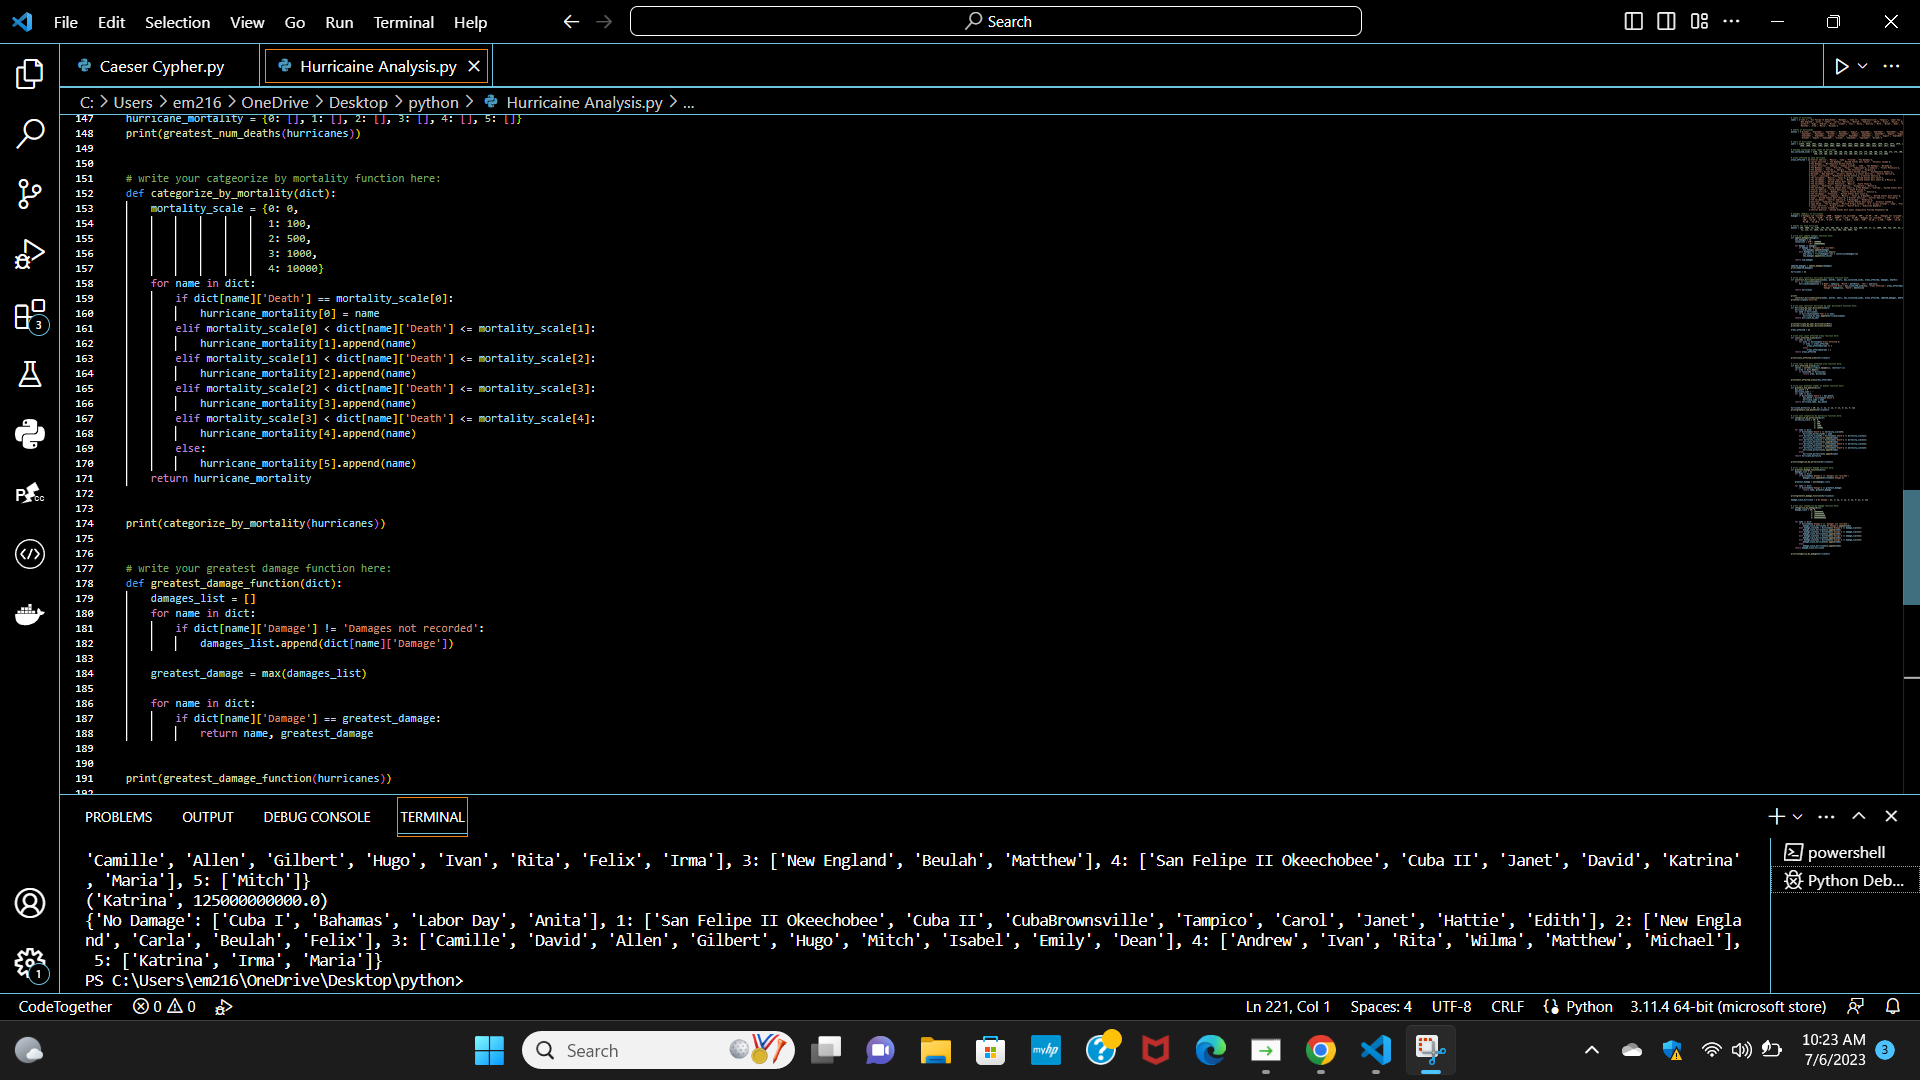 File Edit Selection View Go Run Terminal Help Search
Caeser Cypher.py Hurricaine Analysis.py
C: > Users > em216 > OneDrive > Desktop > python > Hurricaine Analysis.py > ...
147 hurricane_mortality = {0: [], 1: [], 2: [], 3: [], 4: [], 5: []}
148 print(greatest_num_deaths(hurricanes))
149
150
151 # write your catgeorize by mortality function here:
152 def categorize_by_mortality(dict):
153 mortality_scale = {0: 0,
154 1: 100,
155 2: 500,
156 3: 1000,
157 4: 10000}
158 for name in dict:
159 if dict[name]['Death'] == mortality_scale[0]:
160 hurricane_mortality[0] = name
161 elif mortality_scale[0] < dict[name]['Death'] <= mortality_scale[1]:
162 hurricane_mortality[1].append(name)
163 elif mortality_scale[1] < dict[name]['Death'] <= mortality_scale[2]:
164 hurricane_mortality[2].append(name)
165 elif mortality_scale[2] < dict[name]['Death'] <= mortality_scale[3]:
166 hurricane_mortality[3].append(name)
167 elif mortality_scale[3] < dict[name]['Death'] <= mortality_scale[4]:
168 hurricane_mortality[4].append(name)
169 else:
170 hurricane_mortality[5].append(name)
171 return hurricane_mortality
172
173
174 print(categorize_by_mortality(hurricanes))
175
176
177 # write your greatest damage function here:
178 def greatest_damage_function(dict):
179 damages_list = []
180 for name in dict:
181 if dict[name]['Damage'] != 'Damages not recorded':
182 damages_list.append(dict[name]['Damage'])
183
184 greatest_damage = max(damages_list)
185
186 for name in dict:
187 if dict[name]['Damage'] == greatest_damage:
188 return name, greatest_damage
189
190
191 print(greatest_damage_function(hurricanes))
192
PROBLEMS OUTPUT DEBUG CONSOLE TERMINAL
'Camille', 'Allen', 'Gilbert', 'Hugo', 'Ivan', 'Rita', 'Felix', 'Irma'], 3: ['New England', 'Beulah', 'Matthew'], 4: ['San Felipe II Okeechobee', 'Cuba II', 'Janet', 'David', 'Katrina'
, 'Maria'], 5: ['Mitch']}
('Katrina', 125000000000.0)
{'No Damage': ['Cuba I', 'Bahamas', 'Labor Day', 'Anita'], 1: ['San Felipe II Okeechobee', 'Cuba II', 'CubaBrownsville', 'Tampico', 'Carol', 'Janet', 'Hattie', 'Edith'], 2: ['New Engla
nd', 'Carla', 'Beulah', 'Felix'], 3: ['Camille', 'David', 'Allen', 'Gilbert', 'Hugo', 'Mitch', 'Isabel', 'Emily', 'Dean'], 4: ['Andrew', 'Ivan', 'Rita', 'Wilma', 'Matthew', 'Michael'],
5: ['Katrina', 'Irma', 'Maria']}
PS C:\Users\em216\OneDrive\Desktop\python>
powershell
Python Deb...
3
1
CodeTogether 0 0 Ln 221, Col 1 Spaces: 4 UTF-8 CRLF Python 3.11.4 64-bit (microsoft store)
Search
myhp
10:23 AM
7/6/2023
3